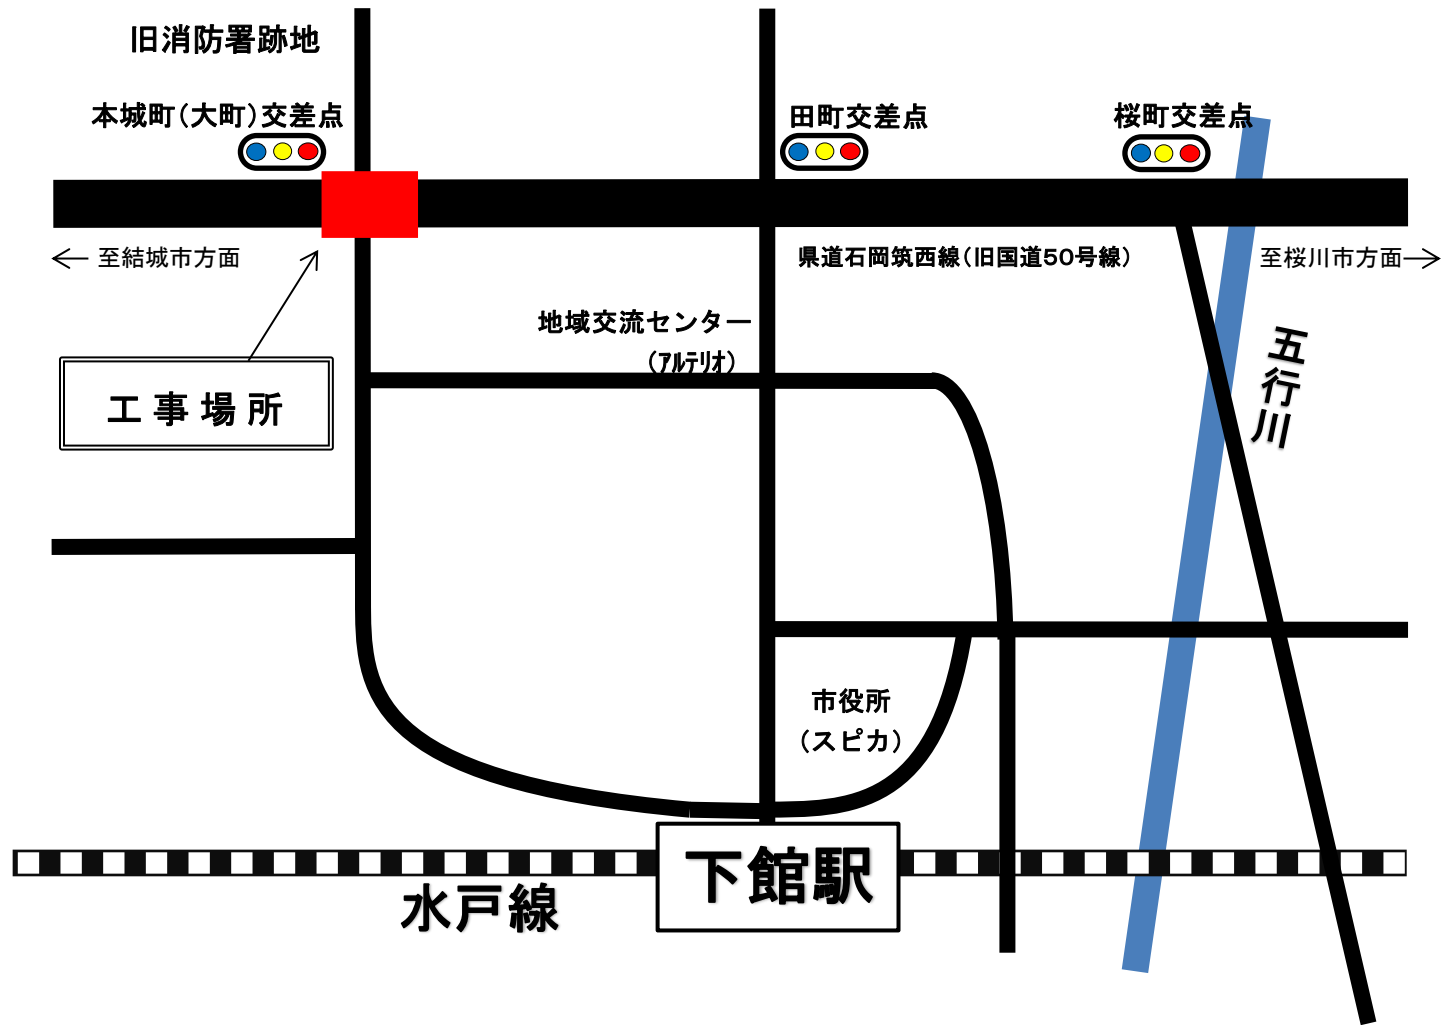 旧消防署跡地
本城町(大町)交差点
田町交差点
桜町交差点
至結城市方面
県道石岡筑西線(旧国道50号線)
至桜川市方面
地域交流センター
(ｱﾙﾃﾘｵ)
五行川
工事場所
市役所
(スピカ)
下館駅
水戸線